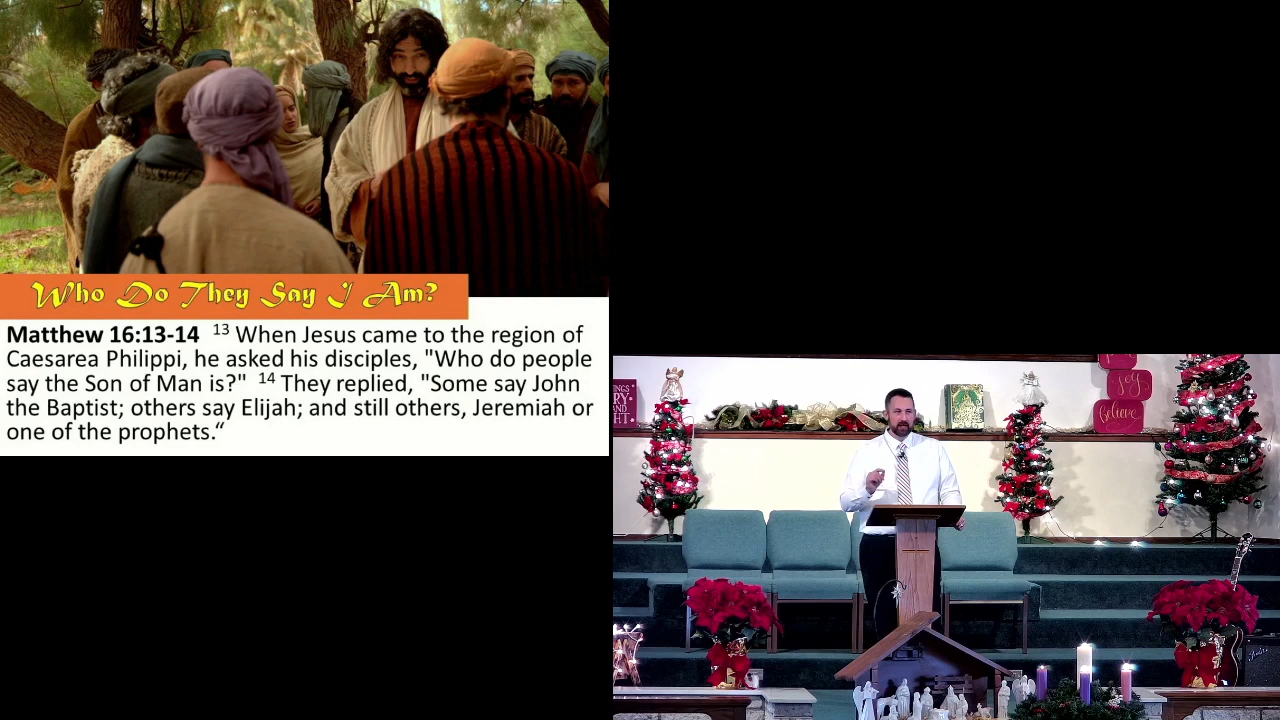 Who Do They Say I Am?
Matthew 16:13-14 13 When Jesus came to the region of
Caesarea Philippi, he asked his disciples, "Who do people
say the Son of Man is?" 14 They replied, "Some say John
the Baptist; others say Elijah; and still others, Jeremiah or
one of the prophets.“
joy
Believe